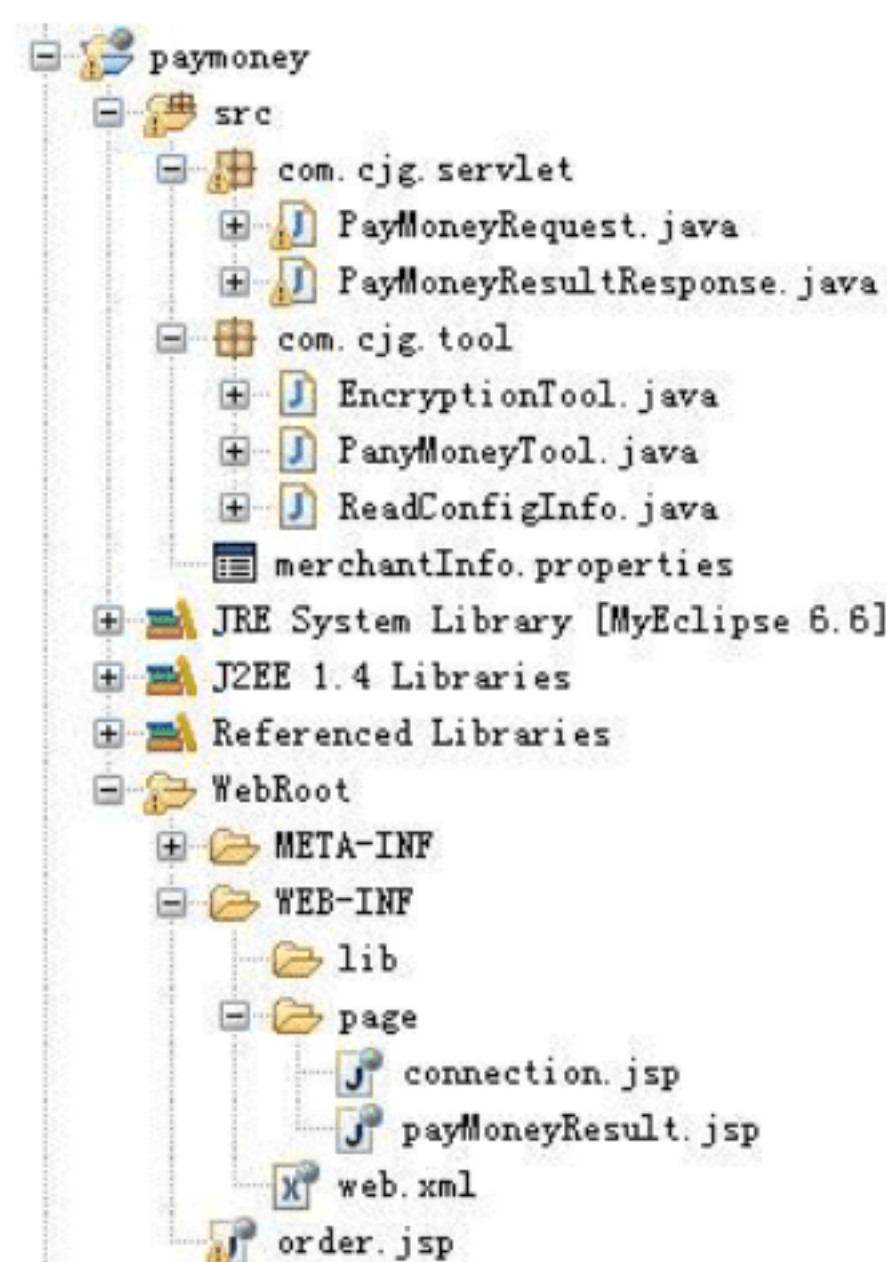 paymoney
src
com.cjg.servlet
PayMoneyRequest.java
PayMoneyResultResponse.java
com.cjg.tool
EncryptionTool.java
PanyMoneyTool.java
ReadConfigInfo.java
merchantInfo.properties
JRE System Library [MyEclipse 6.6]
J2EE 1.4 Libraries
Referenced Libraries
WebRoot
META-INF
WEB-INF
lib
page
connection.jsp
payMoneyResult.jsp
web.xml
order.jsp